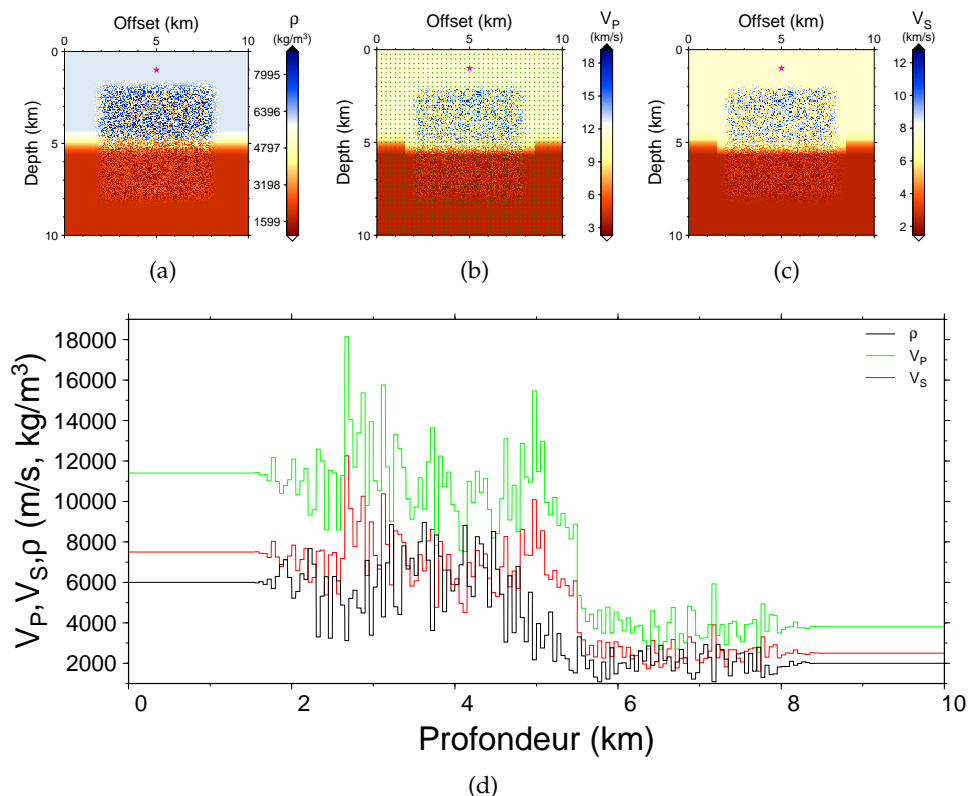 Offset (km)
0 5 10
ρ
(kg/m³)
Depth (km)
0
5
10
7995
6396
4797
3198
1599
(a)
Offset (km)
0 5 10
V_P
(km/s)
Depth (km)
0
5
10
18
15
12
9
6
3
(b)
Offset (km)
0 5 10
V_S
(km/s)
Depth (km)
0
5
10
12
10
8
6
4
2
(c)
V_P,V_S,ρ (m/s, kg/m³)
18000
16000
14000
12000
10000
8000
6000
4000
2000
ρ
V_P
V_S
0 2 4 6 8 10
Profondeur (km)
(d)